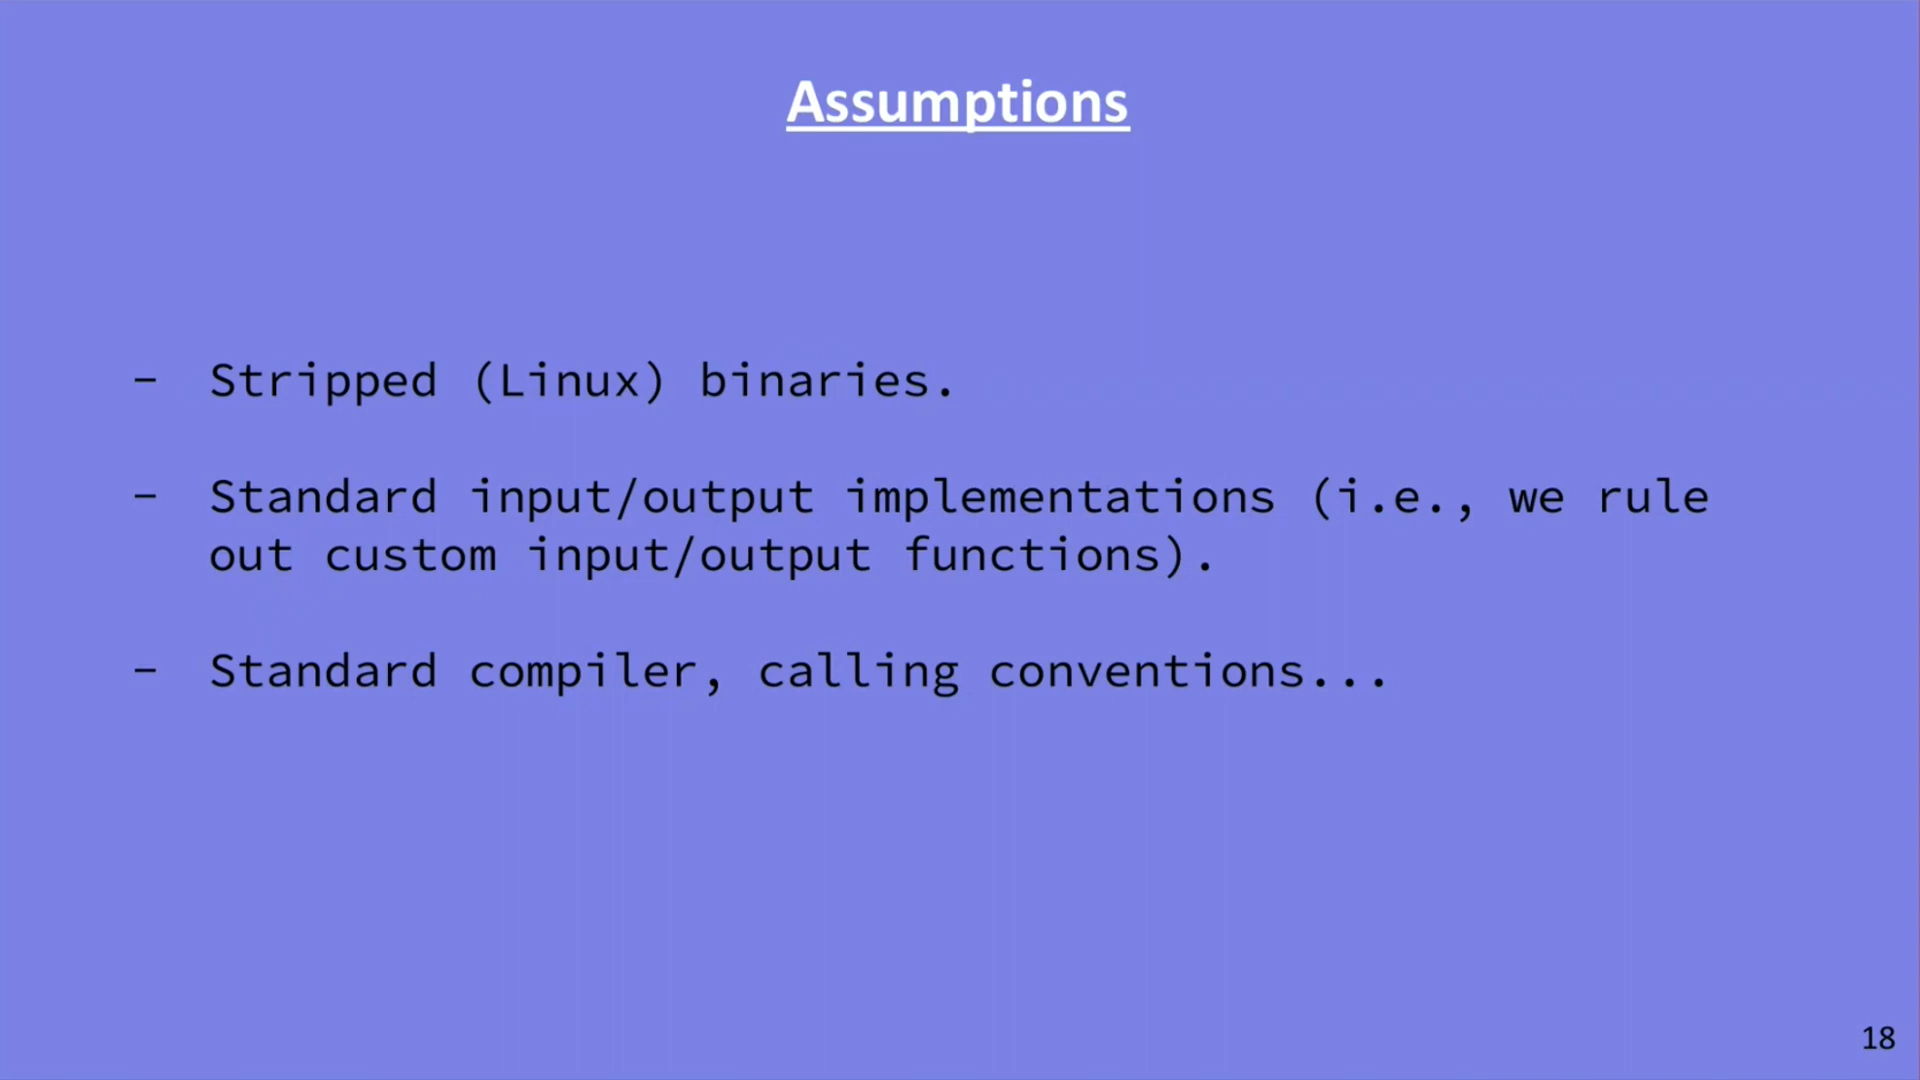 Assumptions
- Stripped (Linux) binaries.
- Standard input/output implementations (i.e., we rule
out custom input/output functions).
- Standard compiler, calling conventions...
18